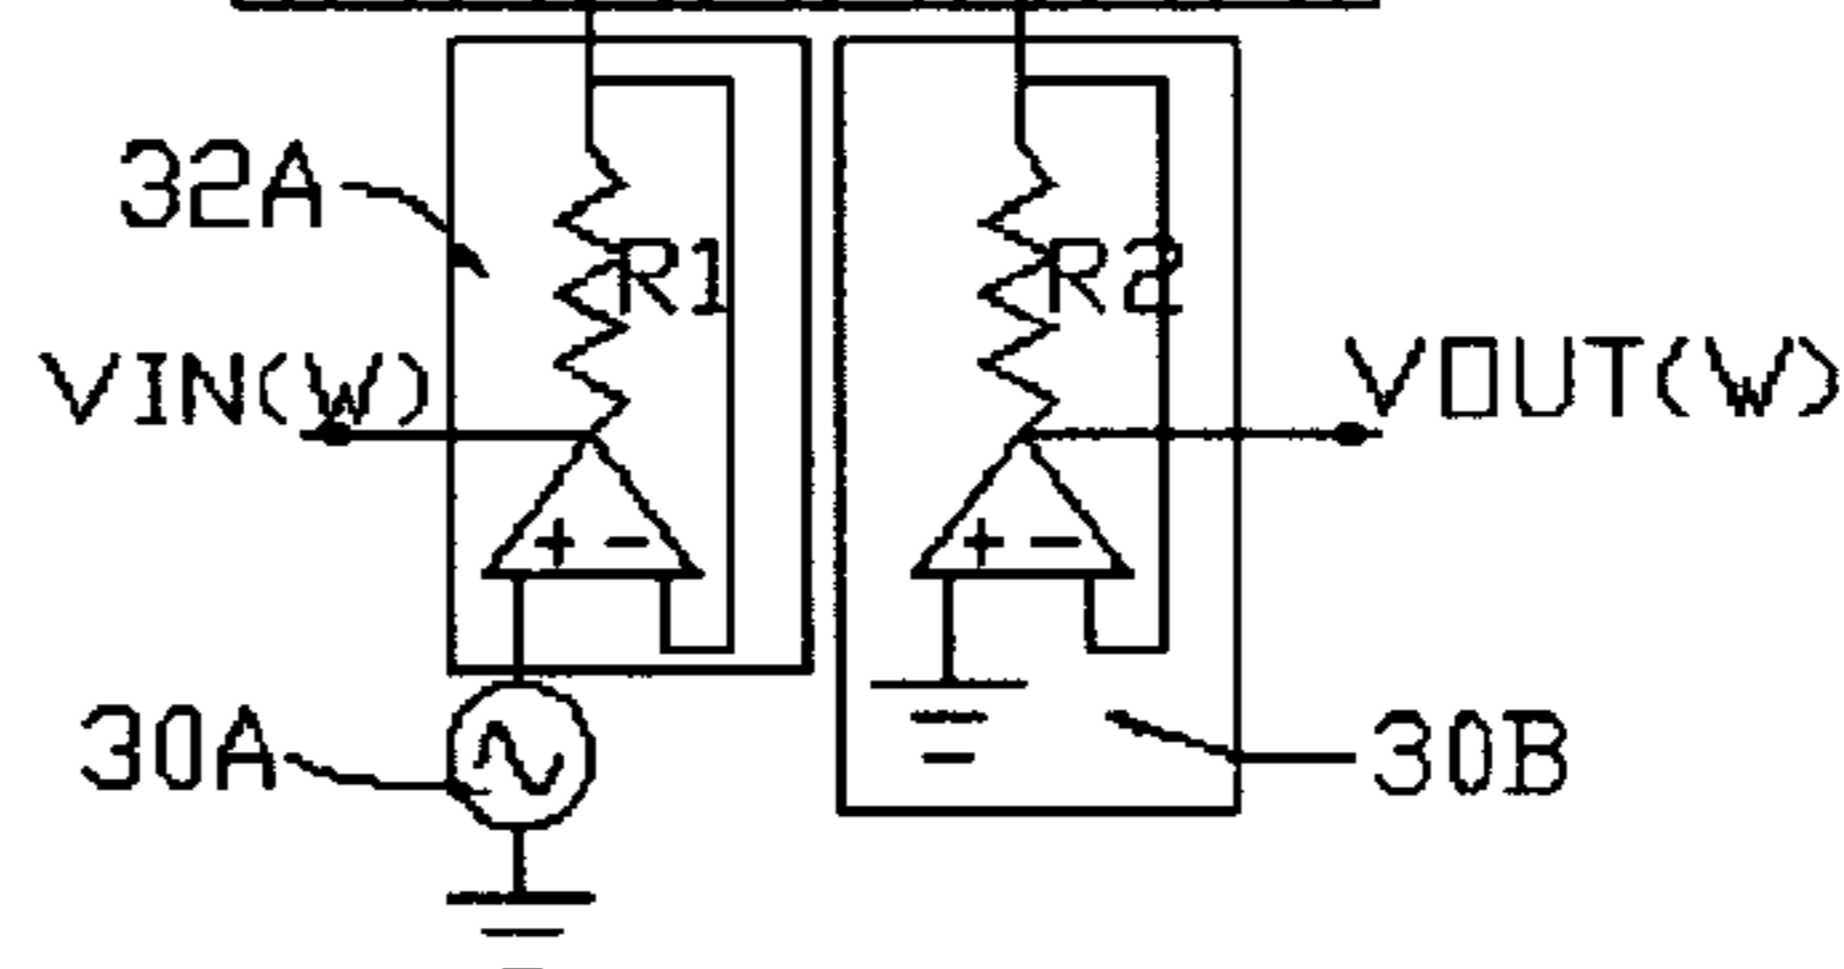 32A
R1
R2
VIN(W)
VOUT(W)
+ -
+ -
30A
30B